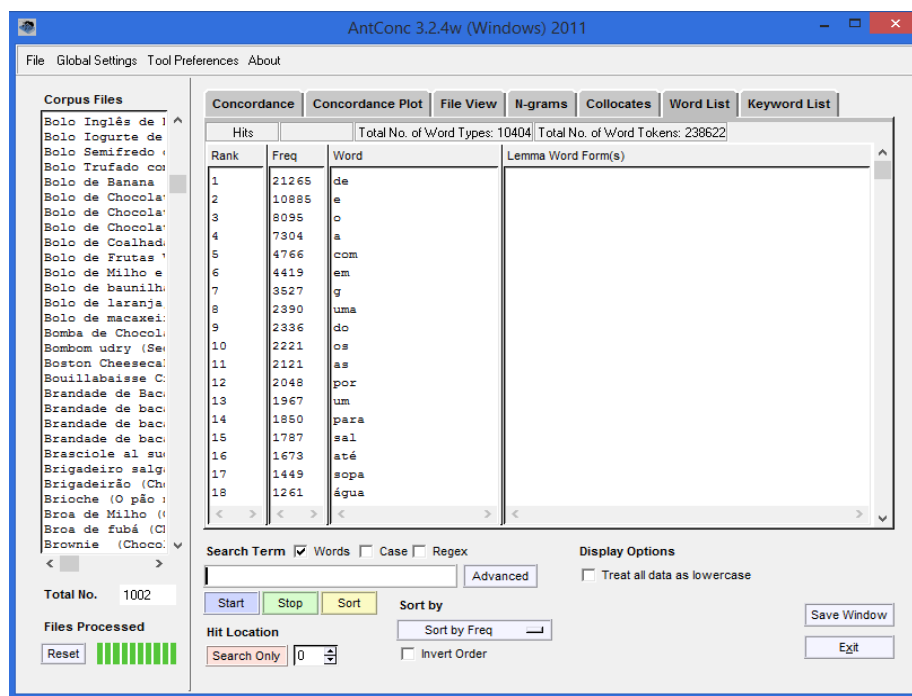 AntConc 3.2.4w (Windows) 2011
File Global Settings Tool Preferences About
Corpus Files
Bolo Inglês de
Bolo Iogurte de
Bolo Semifredo
Bolo Trufado
Bolo de Banana
Bolo de Chocola
Bolo de Chocola
Bolo de Chocola
Bolo de Coalhad
Bolo de Frutas
Bolo de Milho e
Bolo de baunilh
Bolo de laranja
Bolo de macaxei
Bomba de Chocol
Bombom udry (Se
Boston Cheeseca
Bouillabaisse C
Brandade de Bac
Brandade de bac
Brandade de bac
Brandade de bac
Brasciole al su
Brigadeiro salg
Brigadeirão (Ch
Brioche (O pão
Broa de Milho (
Broa de fubá (C
Brownie (Choco
Total No. 1002
Files Processed
Reset
Concordance Concordance Plot File View N-grams Collocates Word List Keyword List
Hits Total No. of Word Types: 10404 Total No. of Word Tokens: 238622
Rank Freq Word Lemma Word Form(s)
1 21265 de
2 10885 e
3 8095 o
4 7304 a
5 4766 com
6 4419 em
7 3527 g
8 2390 uma
9 2336 do
10 2221 os
11 2121 as
12 2048 por
13 1967 um
14 1850 para
15 1787 sal
16 1673 até
17 1449 sopa
18 1261 água
Search Term Words Case Regex
Advanced
Start Stop Sort
Hit Location
Search Only 0
Sort by
Sort by Freq
Invert Order
Display Options
Treat all data as lowercase
Save Window
Exit